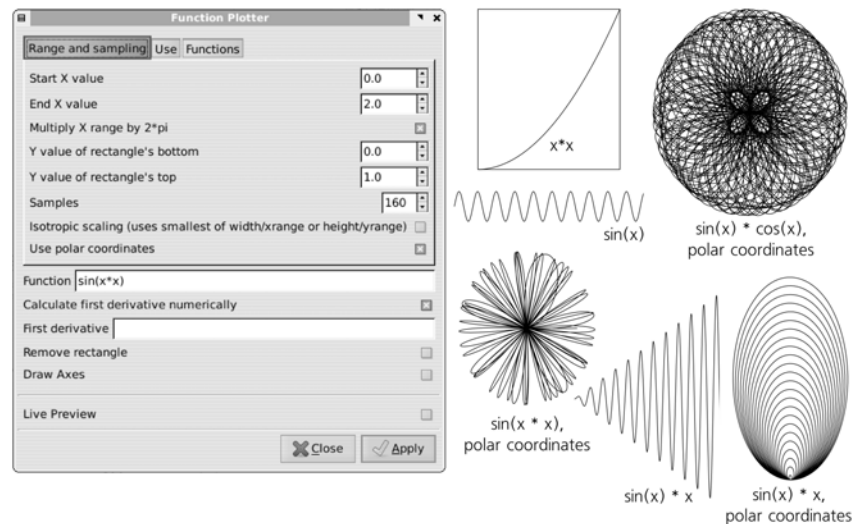 Function Plotter
Range and sampling Use Functions
Start X value 0.0
End X value 2.0
Multiply X range by 2*pi
Y value of rectangle's bottom 0.0
Y value of rectangle's top 1.0
Samples 160
Isotropic scaling (uses smallest of width/xrange or height/yrange)
Use polar coordinates
Function sin(x*x)
Calculate first derivative numerically
First derivative
Remove rectangle
Draw Axes
Live Preview
Close Apply
x*x
sin(x)
sin(x) * cos(x),
polar coordinates
sin(x * x),
polar coordinates
sin(x) * x
sin(x) * x,
polar coordinates